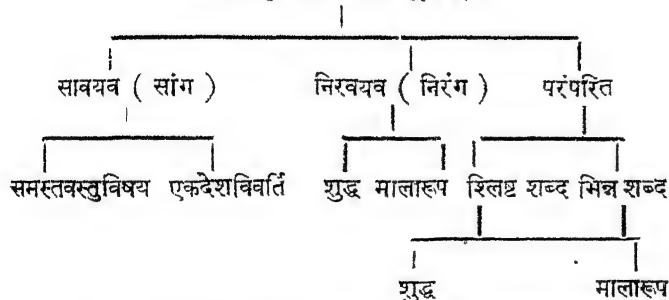 सावयव ( सांग ) निरवयव ( निरंग ) परंपरित
समस्तवस्तुविषय एकदेशविवर्ति शुद्ध मालारूप श्लिष्ट शब्द भिन्न शब्द
शुद्ध मालारूप